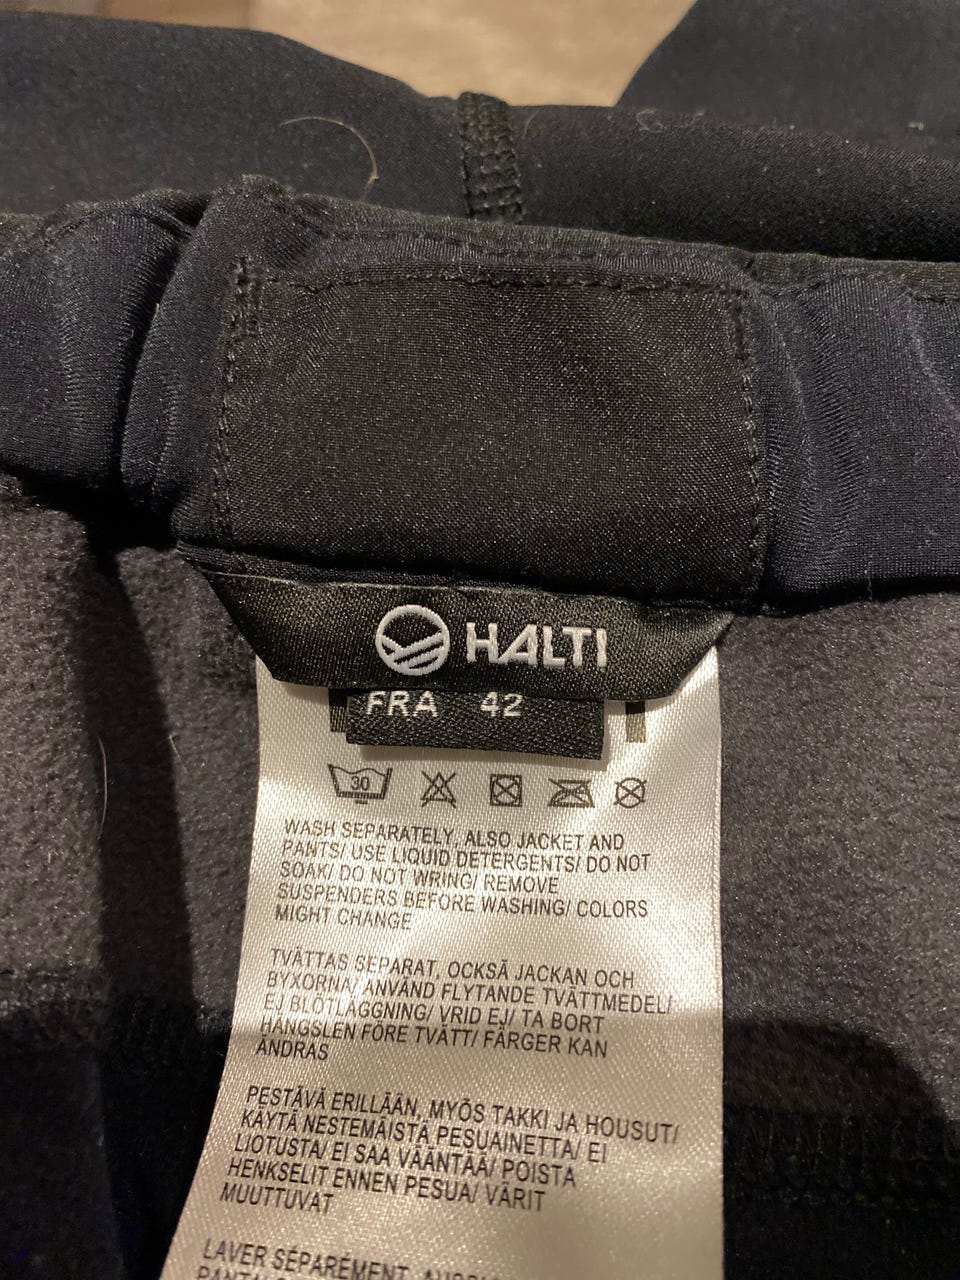 HALTI
FRA 42
30
WASH SEPARATELY, ALSO JACKET AND
PANTS/ USE LIQUID DETERGENTS/ DO NOT
SOAK/ DO NOT WRING/ REMOVE
SUSPENDERS BEFORE WASHING/ COLORS
MIGHT CHANGE
TVÄTTAS SEPARAT, OCKSÅ JACKAN OCH
BYXORNA/ ANVÄND FLYTANDE TVÄTTMEDEL/
EJ BLÖTLÄGGNING/ VRID EJ/ TA BORT
HÄNGSLEN FÖRE TVÄTT/ FÄRGER KAN
ÄNDRAS
PESTÄVÄ ERILLÄÄN, MYÖS TAKKI JA HOUSUT/
KÄYTÄ NESTEMÄISTÄ PESUAINETTA/ EI
LIOTUSTA/ EI SAA VÄÄNTÄÄ/ POISTA
HENKSELIT ENNEN PESUA/ VÄRIT
MUUTTUVAT
LAVER SÉPARÉMENT,